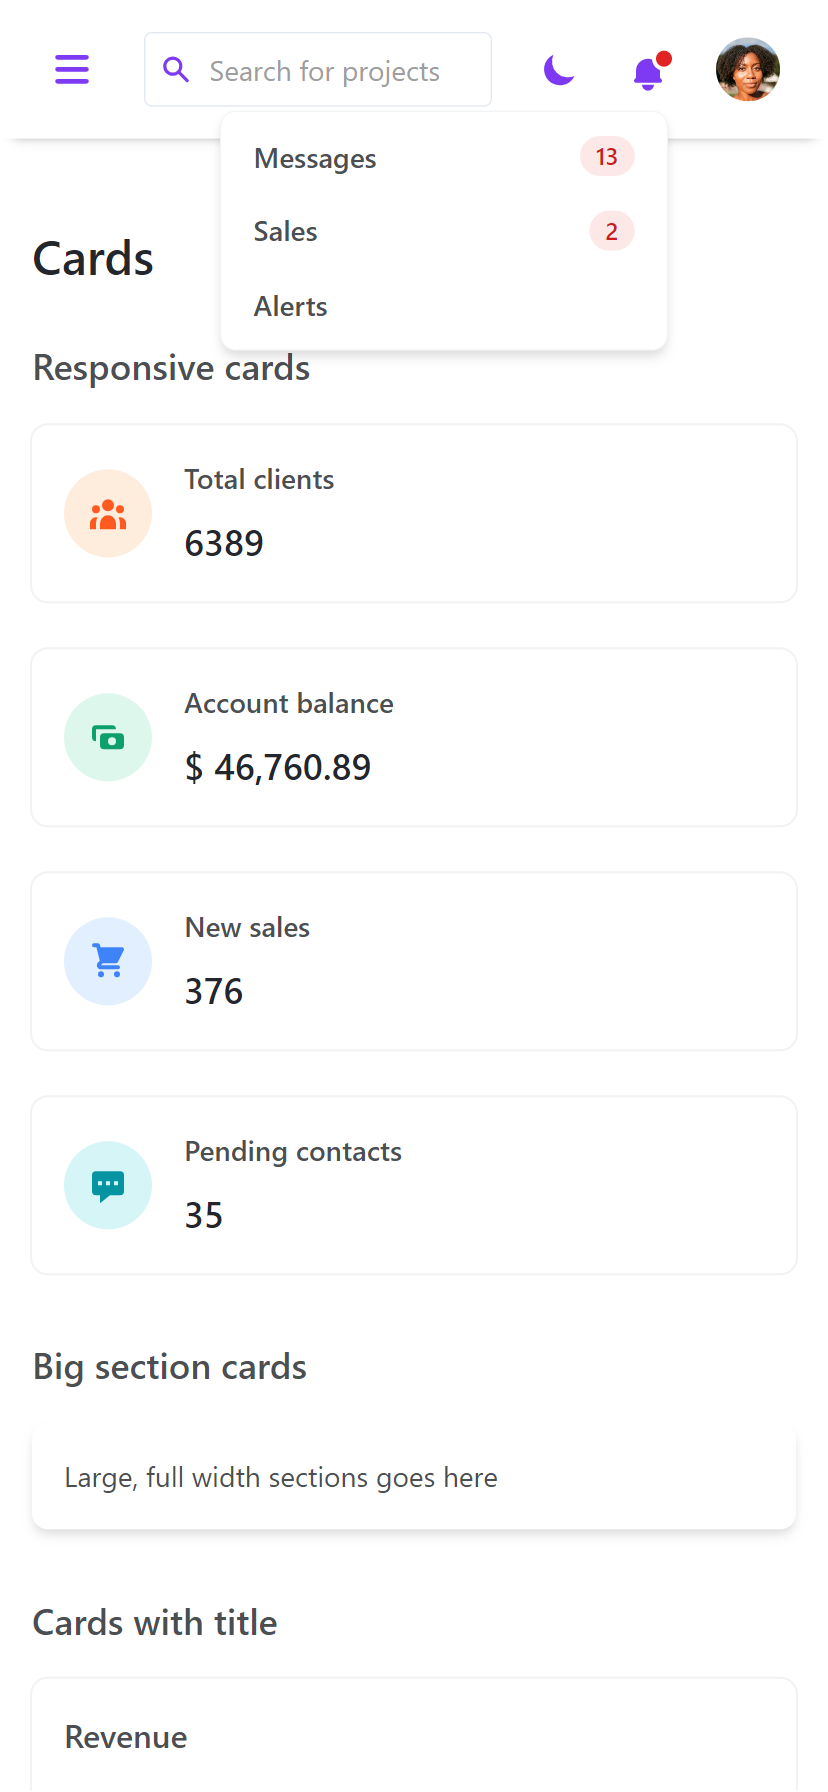 Search for projects
Messages 13
Sales 2
Alerts
Cards
Responsive cards
Total clients
6389
Account balance
$ 46,760.89
New sales
376
Pending contacts
35
Big section cards
Large, full width sections goes here
Cards with title
Revenue